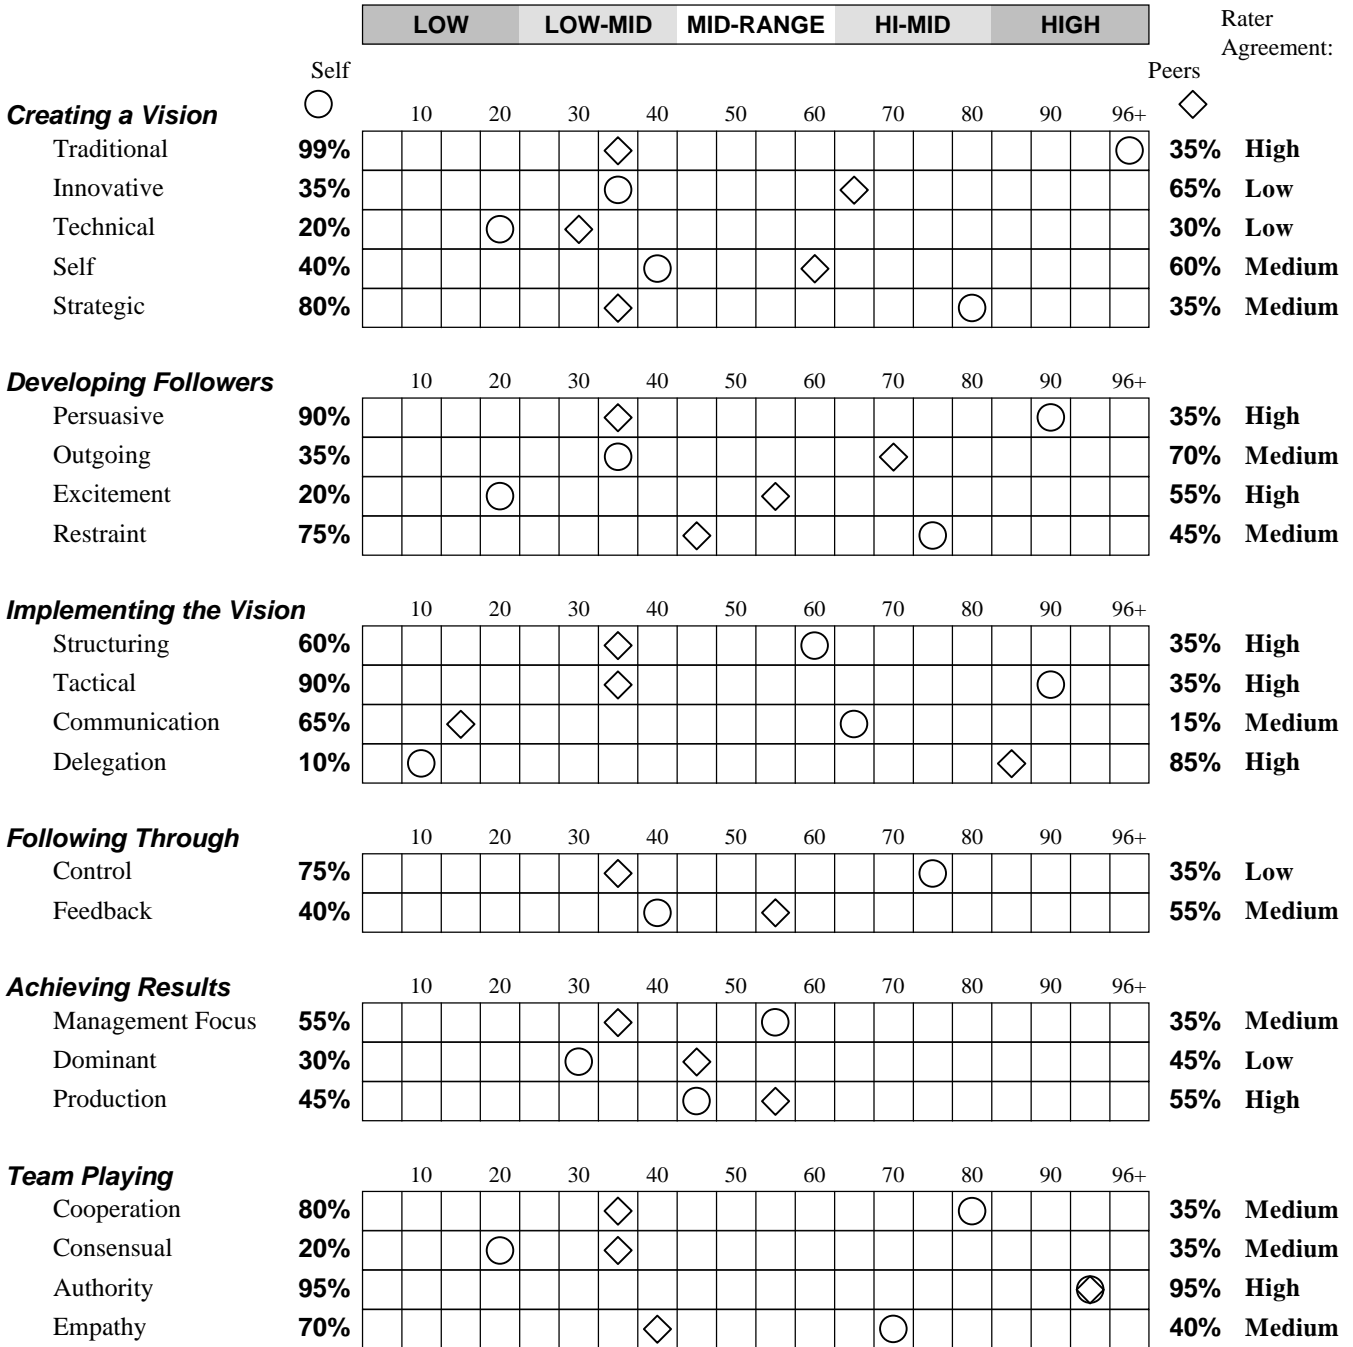 LOW LOW-MID MID-RANGE HI-MID HIGH Rater
Agreement:
Self Peers
Creating a Vision 10 20 30 40 50 60 70 80 90 96+
Traditional 99% 35% High
Innovative 35% 65% Low
Technical 20% 30% Low
Self 40% 60% Medium
Strategic 80% 35% Medium
Developing Followers 10 20 30 40 50 60 70 80 90 96+
Persuasive 90% 35% High
Outgoing 35% 70% Medium
Excitement 20% 55% High
Restraint 75% 45% Medium
Implementing the Vision 10 20 30 40 50 60 70 80 90 96+
Structuring 60% 35% High
Tactical 90% 35% High
Communication 65% 15% Medium
Delegation 10% 85% High
Following Through 10 20 30 40 50 60 70 80 90 96+
Control 75% 35% Low
Feedback 40% 55% Medium
Achieving Results 10 20 30 40 50 60 70 80 90 96+
Management Focus 55% 35% Medium
Dominant 30% 45% Low
Production 45% 55% High
Team Playing 10 20 30 40 50 60 70 80 90 96+
Cooperation 80% 35% Medium
Consensual 20% 35% Medium
Authority 95% 95% High
Empathy 70% 40% Medium